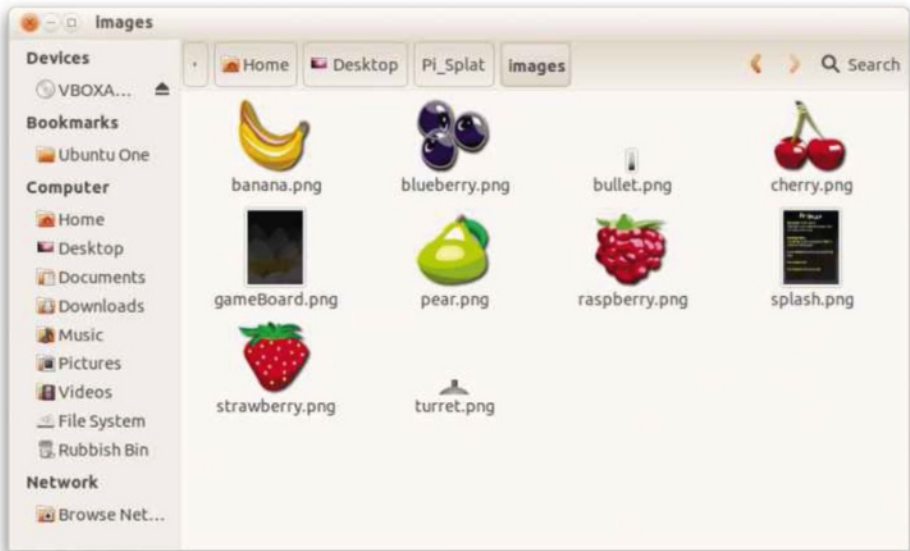 images
Devices
VBOXA...
Bookmarks
Ubuntu One
Computer
Home
Desktop
Documents
Downloads
Music
Pictures
Videos
File System
Rubbish Bin
Network
Browse Net...
Home Desktop Pi_Splat images Search
banana.png blueberry.png bullet.png cherry.png
gameBoard.png pear.png raspberry.png splash.png
strawberry.png turret.png